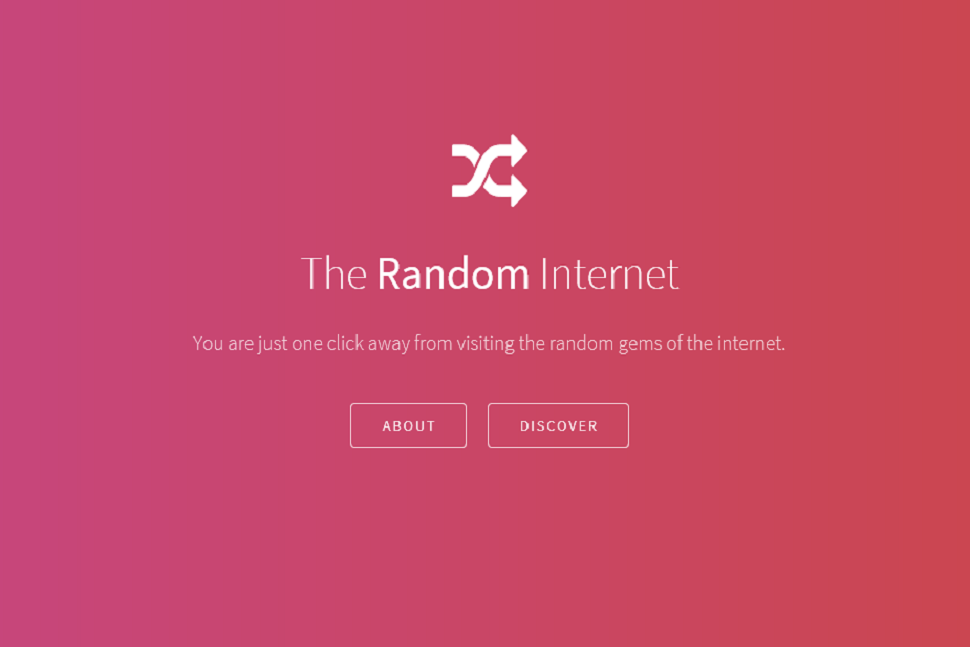 The Random Internet
You are just one click away from visiting the random gems of the internet.
ABOUT
DISCOVER